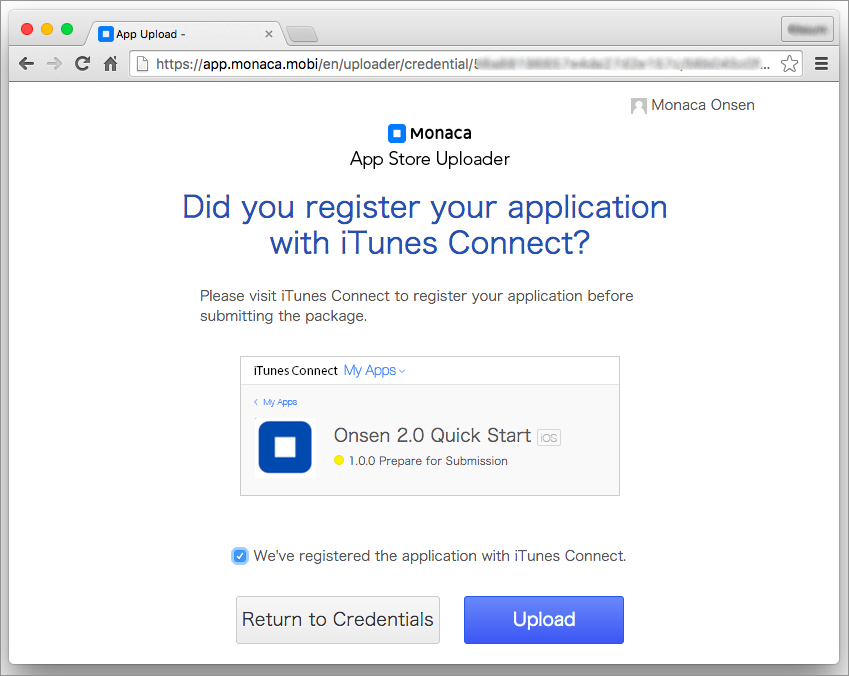 App Upload -
https://app.monaca.mobi/en/uploader/credential/
Monaca Onsen
Monaca
App Store Uploader
Did you register your application
with iTunes Connect?
Please visit iTunes Connect to register your application before
submitting the package.
iTunes Connect My Apps
My Apps
Onsen 2.0 Quick Start iOS
1.0.0 Prepare for Submission
We've registered the application with iTunes Connect.
Return to Credentials Upload